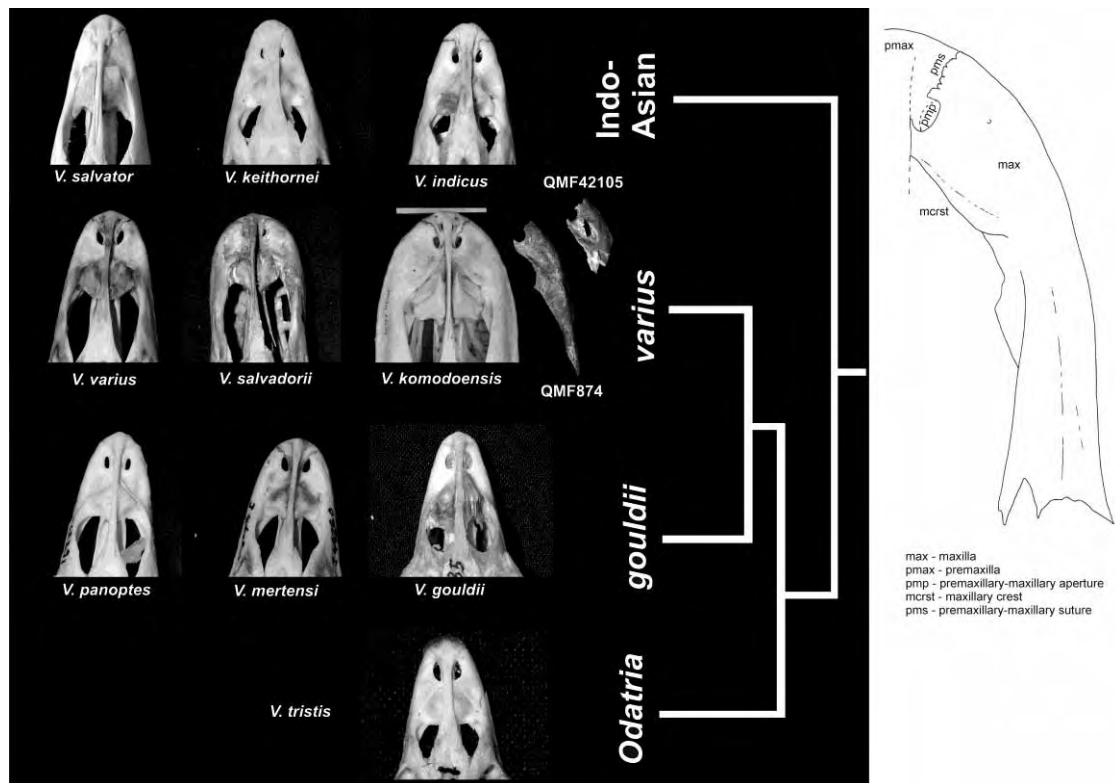 Indo-
Asian
V. salvator
V. keithornei
V. indicus
QMF42105
varius
V. varius
V. salvadorii
V. komodoensis
QMF874
gouldii
V. panoptes
V. mertensi
V. gouldii
Odatria
V. tristis
pmax
pms
pmp
max
mcrst
max - maxilla
pmax - premaxilla
pmp - premaxillary-maxillary aperture
mcrst - maxillary crest
pms - premaxillary-maxillary suture